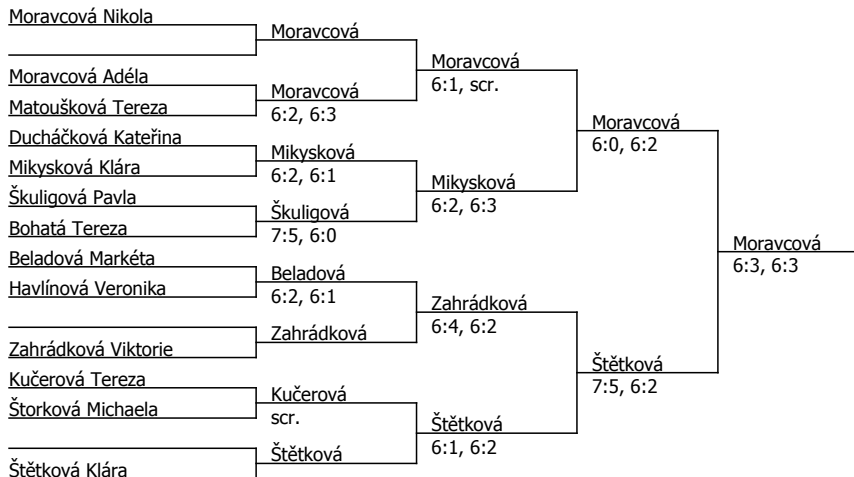 Moravcová Nikola
Moravcová Adéla
Matoušková Tereza
Ducháčková Kateřina
Mikysková Klára
Škuligová Pavla
Bohatá Tereza
Beladová Markéta
Havlínová Veronika
Zahrádková Viktorie
Kučerová Tereza
Štorková Michaela
Štětková Klára
Moravcová
Moravcová
6:2, 6:3
Mikysková
6:2, 6:1
Škuligová
7:5, 6:0
Beladová
6:2, 6:1
Zahrádková
Kučerová
scr.
Štětková
Moravcová
6:1, scr.
Mikysková
6:2, 6:3
Zahrádková
6:4, 6:2
Štětková
6:1, 6:2
Moravcová
6:0, 6:2
Štětková
7:5, 6:2
Moravcová
6:3, 6:3